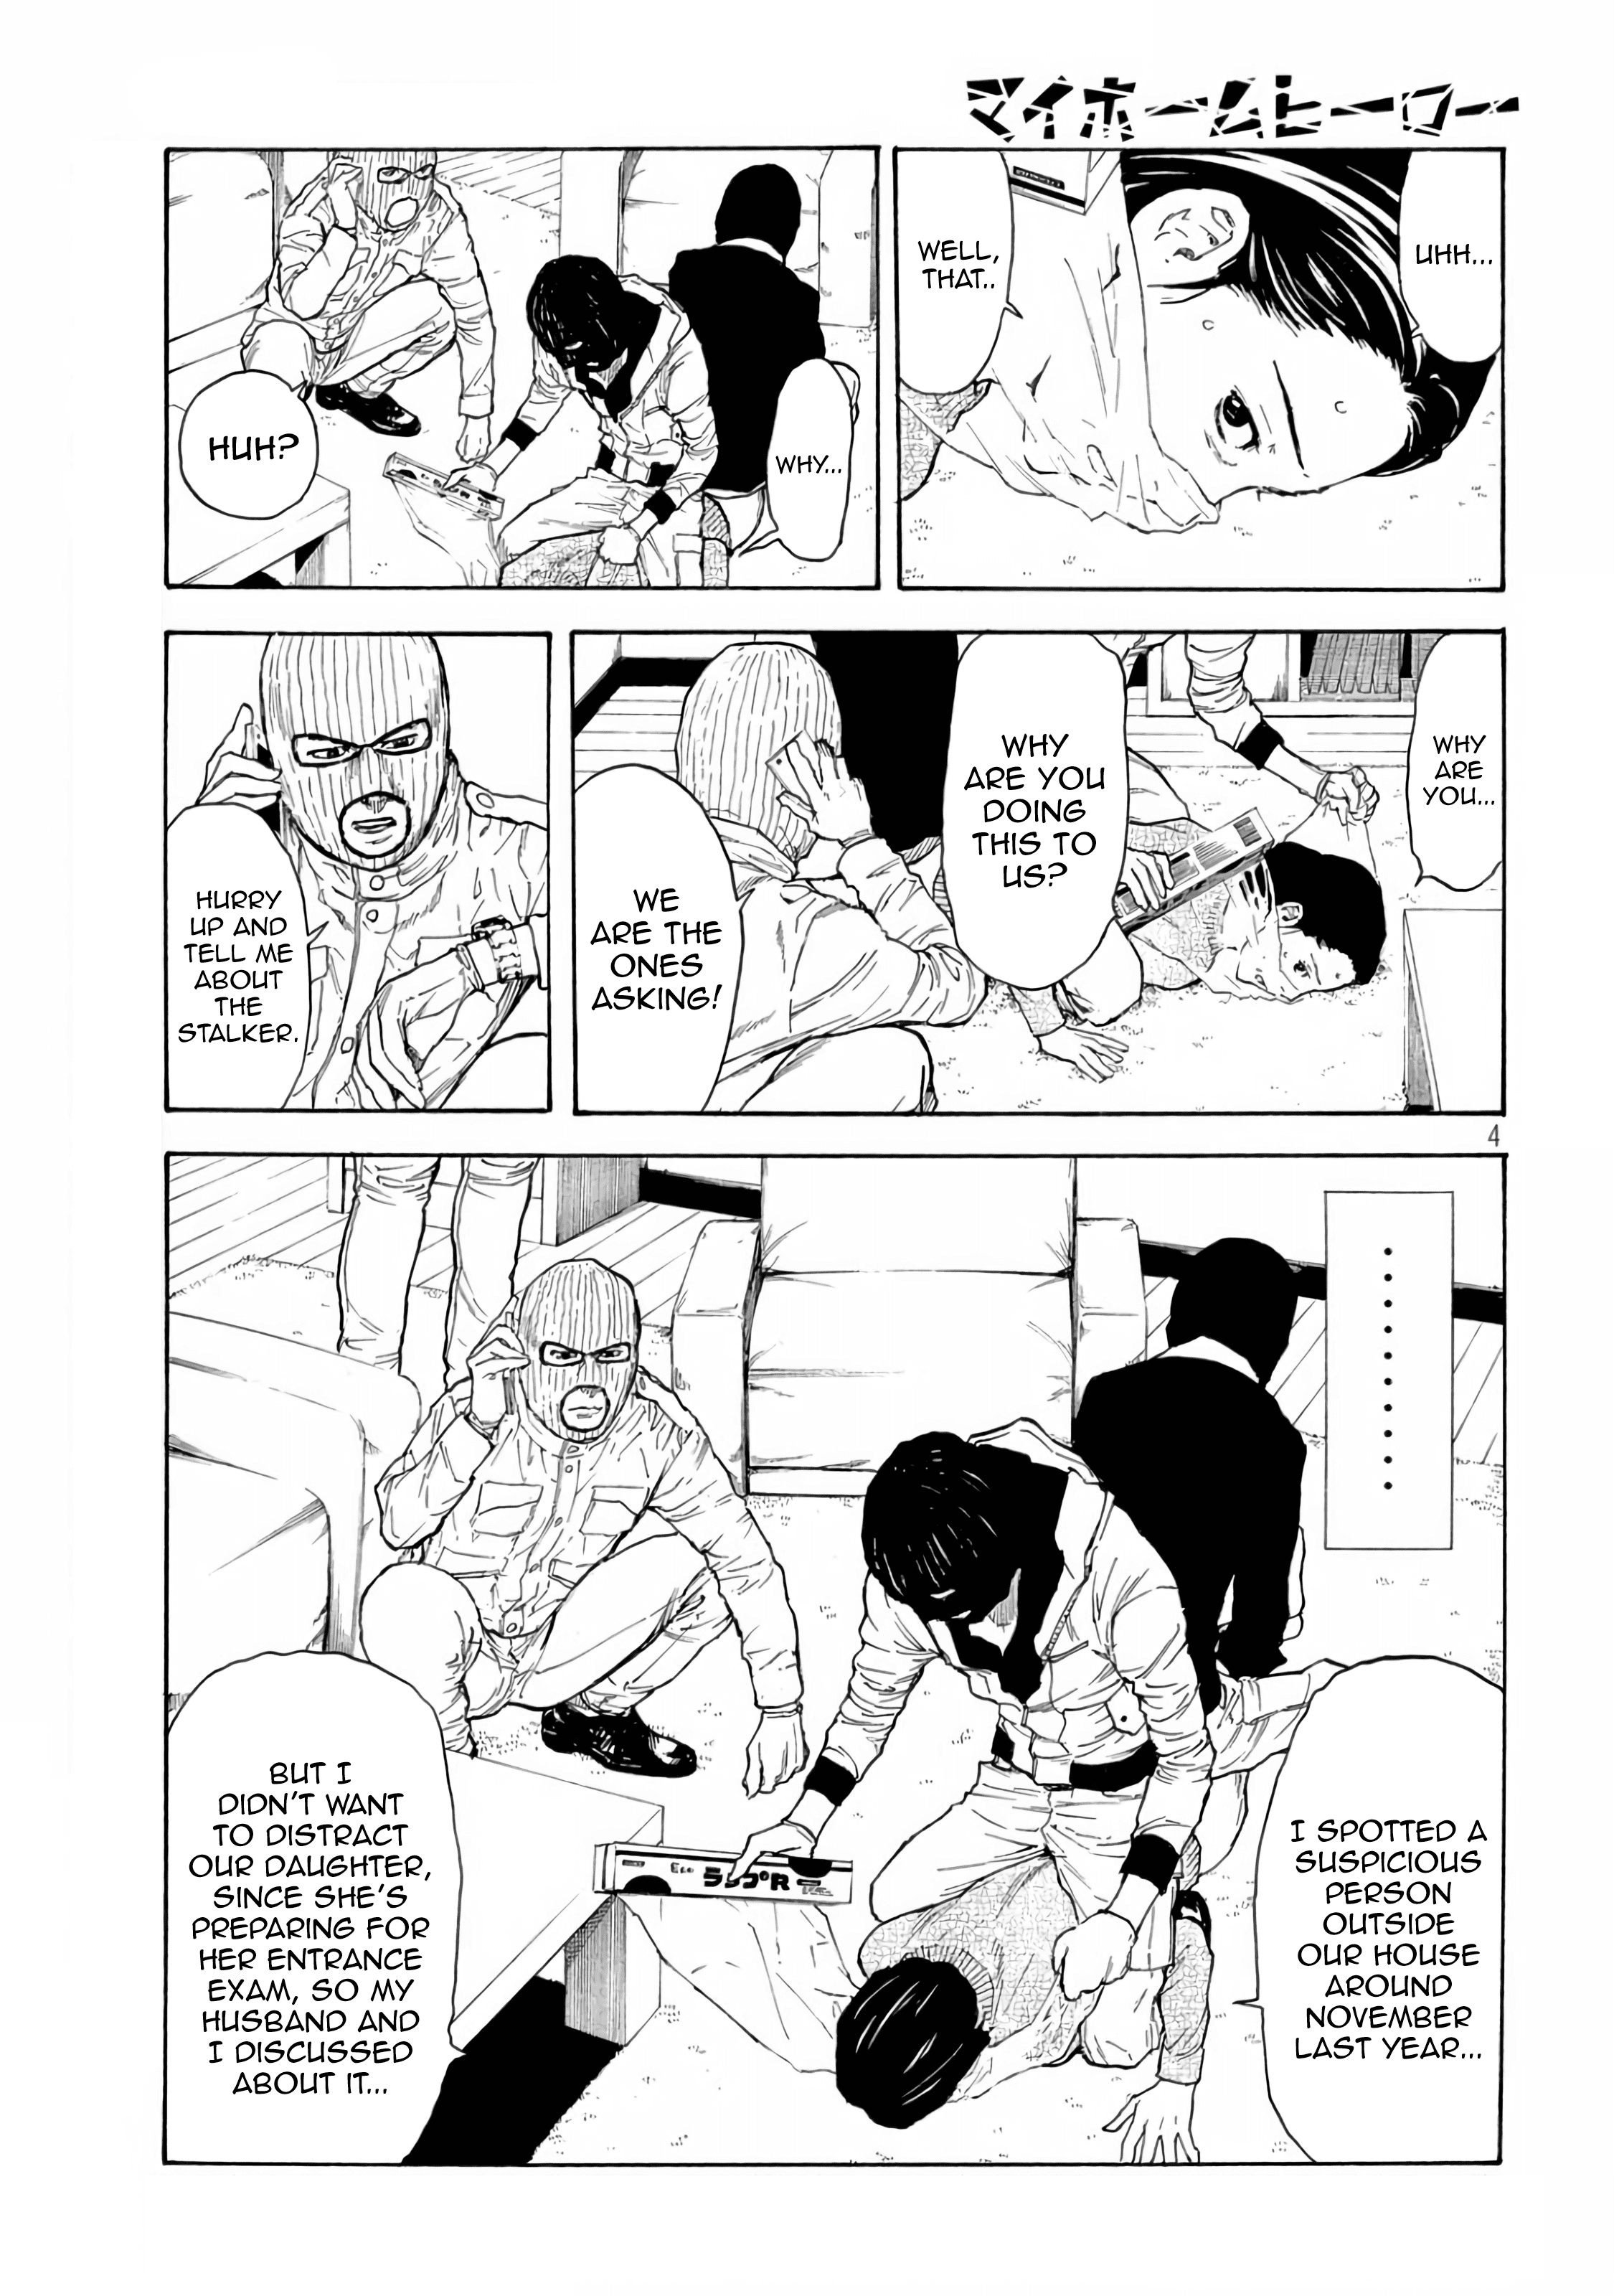 マイホームヒーロー
UHH...
WELL,
THAT..
WHY...
HUH?
WHY
ARE
YOU...
WHY
ARE YOU
DOING
THIS TO
US?
WE
ARE THE
ONES
ASKING!
HURRY
UP AND
TELL ME
ABOUT
THE
STALKER.
4
..........
I SPOTTED A
SUSPICIOUS
PERSON
OUTSIDE
OUR HOUSE
AROUND
NOVEMBER
LAST YEAR...
BUT I
DIDN'T WANT
TO DISTRACT
OUR DAUGHTER,
SINCE SHE'S
PREPARING FOR
HER ENTRANCE
EXAM, SO MY
HUSBAND AND
I DISCUSSED
ABOUT IT...